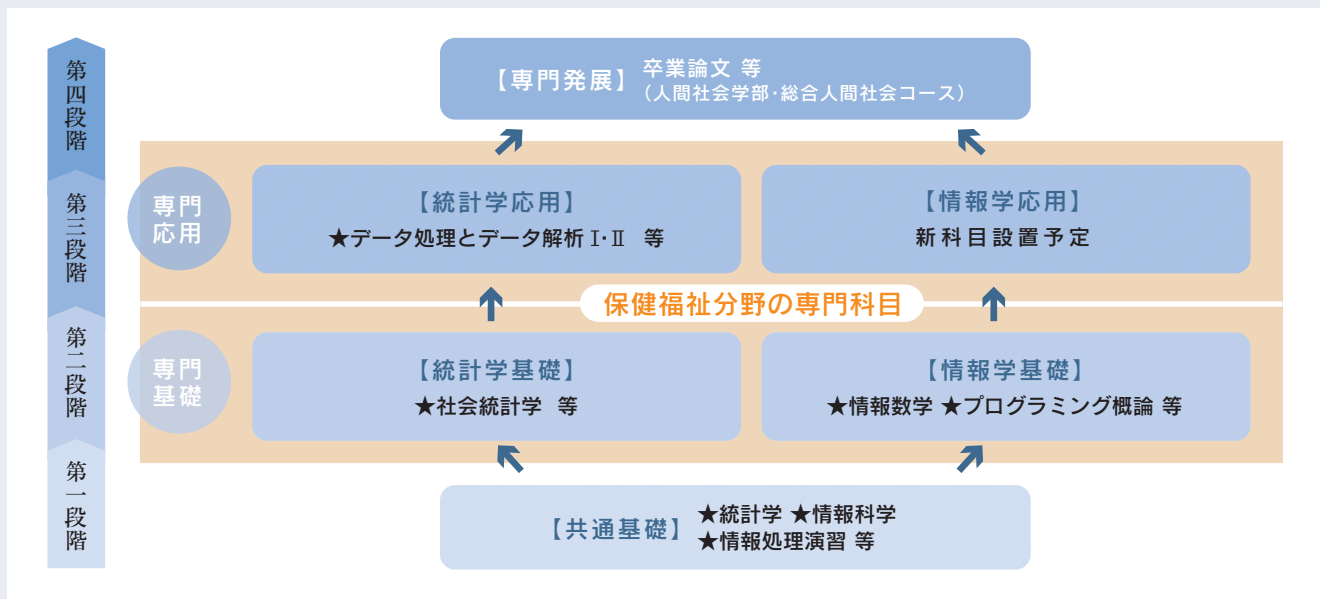 第四段階
【専門発展】
卒業論文 等
（人間社会学部･総合人間社会コース）
第三段階
専門
応用
【統計学応用】
★データ処理とデータ解析Ⅰ･Ⅱ 等
【情報学応用】
新科目設置予定
保健福祉分野の専門科目
第二段階
専門
基礎
【統計学基礎】
★社会統計学 等
【情報学基礎】
★情報数学 ★プログラミング概論 等
第一段階
【共通基礎】
★統計学 ★情報科学
★情報処理演習 等